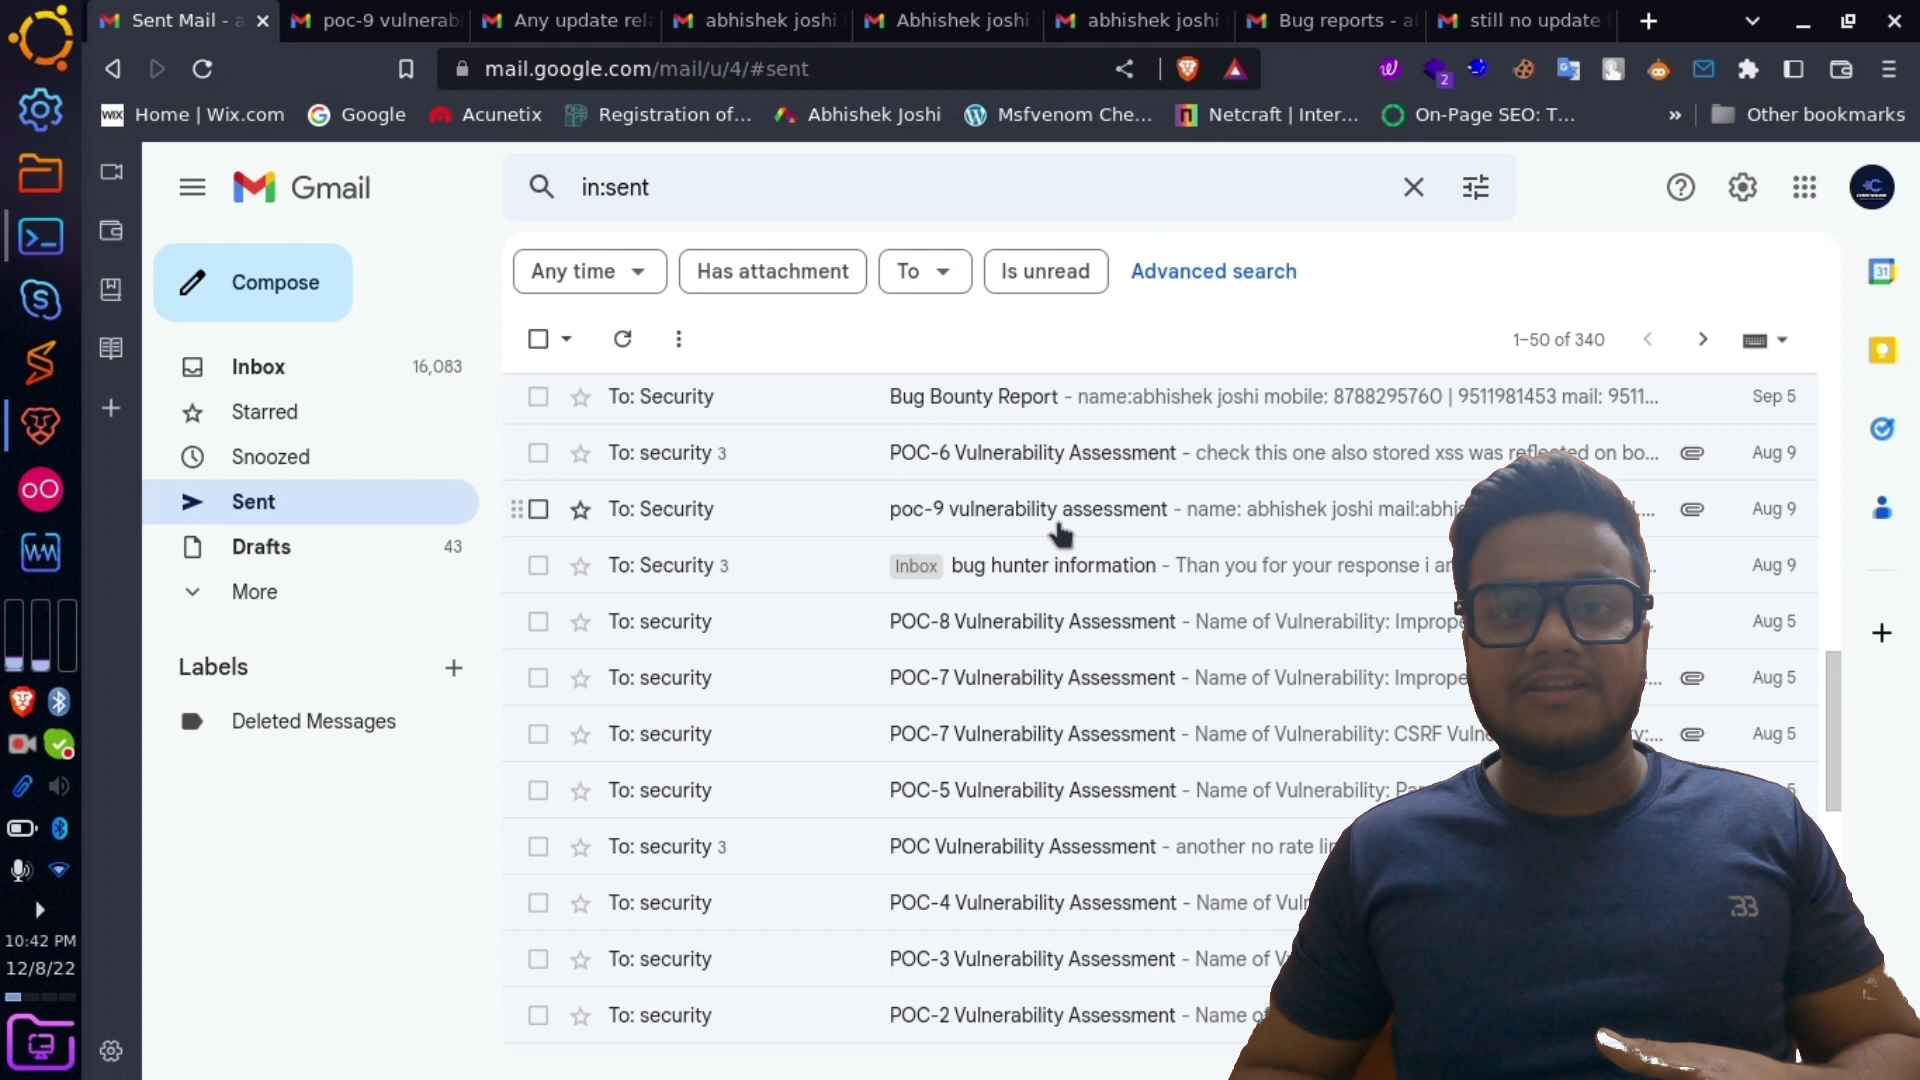 Sent Mail - a
poc-9 vulnerabi
Any update rela
abhishek joshi
Abhishek joshi
abhishek joshi
Bug reports - a
still no update
mail.google.com/mail/u/4/#sent
2
Home | Wix.com
Google
Acunetix
Registration of...
Abhishek Joshi
Msfvenom Che...
Netcraft | Inter...
On-Page SEO: T...
Other bookmarks
Gmail
in:sent
Compose
Any time
Has attachment
To
Is unread
Advanced search
1–50 of 340
Inbox 16,083
Starred
Snoozed
Sent
Drafts 43
More
Labels
Deleted Messages
To: Security Bug Bounty Report - name:abhishek joshi mobile: 8788295760 | 9511981453 mail: 9511... Sep 5
To: security 3 POC-6 Vulnerability Assessment - check this one also stored xss was reflected on bo... Aug 9
To: Security poc-9 vulnerability assessment - name: abhishek joshi mail:abhis Aug 9
To: Security 3 Inbox bug hunter information - Than you for your response i am Aug 9
To: security POC-8 Vulnerability Assessment - Name of Vulnerability: Imprope Aug 5
To: security POC-7 Vulnerability Assessment - Name of Vulnerability: Imprope Aug 5
To: security POC-7 Vulnerability Assessment - Name of Vulnerability: CSRF Vuln Aug 5
To: security POC-5 Vulnerability Assessment - Name of Vulnerability: Par 5
To: security 3 POC Vulnerability Assessment - another no rate lim
To: security POC-4 Vulnerability Assessment - Name of Vuln
To: security POC-3 Vulnerability Assessment - Name of V
To: security POC-2 Vulnerability Assessment - Name of
31
10:42 PM
12/8/22